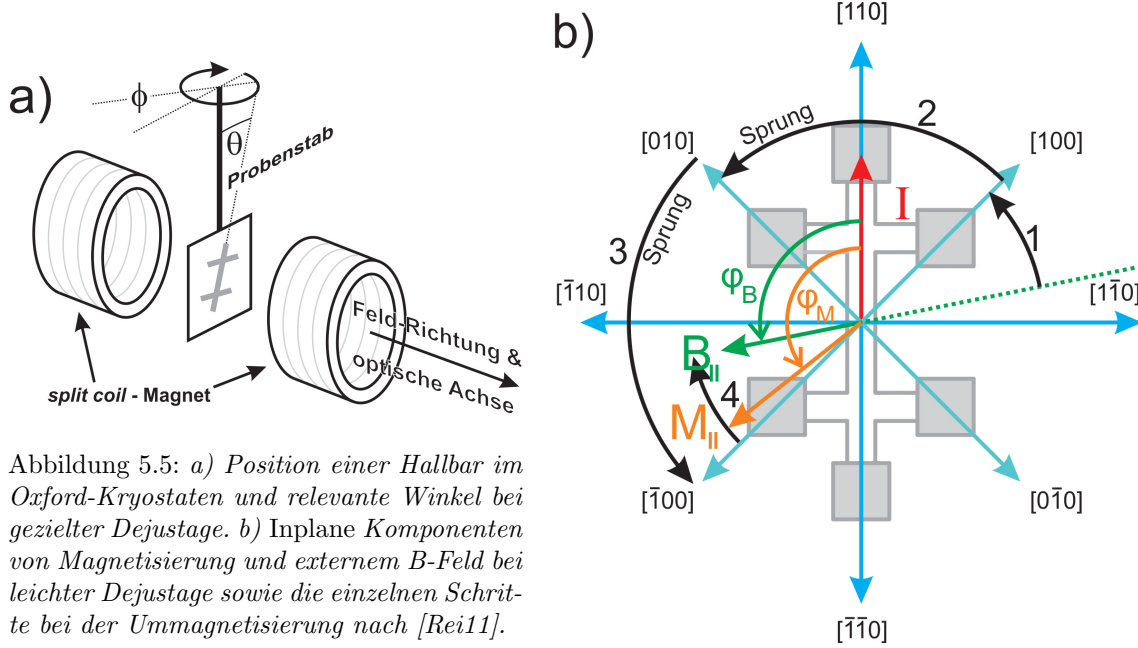 a)
ϕ
θ
Probenstab
Feld-Richtung &
optische Achse
split coil - Magnet
Abbildung 5.5: a) Position einer Hallbar im
Oxford-Kryostaten und relevante Winkel bei
gezielter Dejustage. b) Inplane Komponenten
von Magnetisierung und externem B-Feld bei
leichter Dejustage sowie die einzelnen Schrit-
te bei der Ummagnetisierung nach [Rei11].
b)
[110]
Sprung
2
[010]
[100]
I
3
Sprung
1
φB
φM
[1̄10]
[11̄0]
B||
4
M||
[1̄00]
[01̄0]
[1̄1̄0]